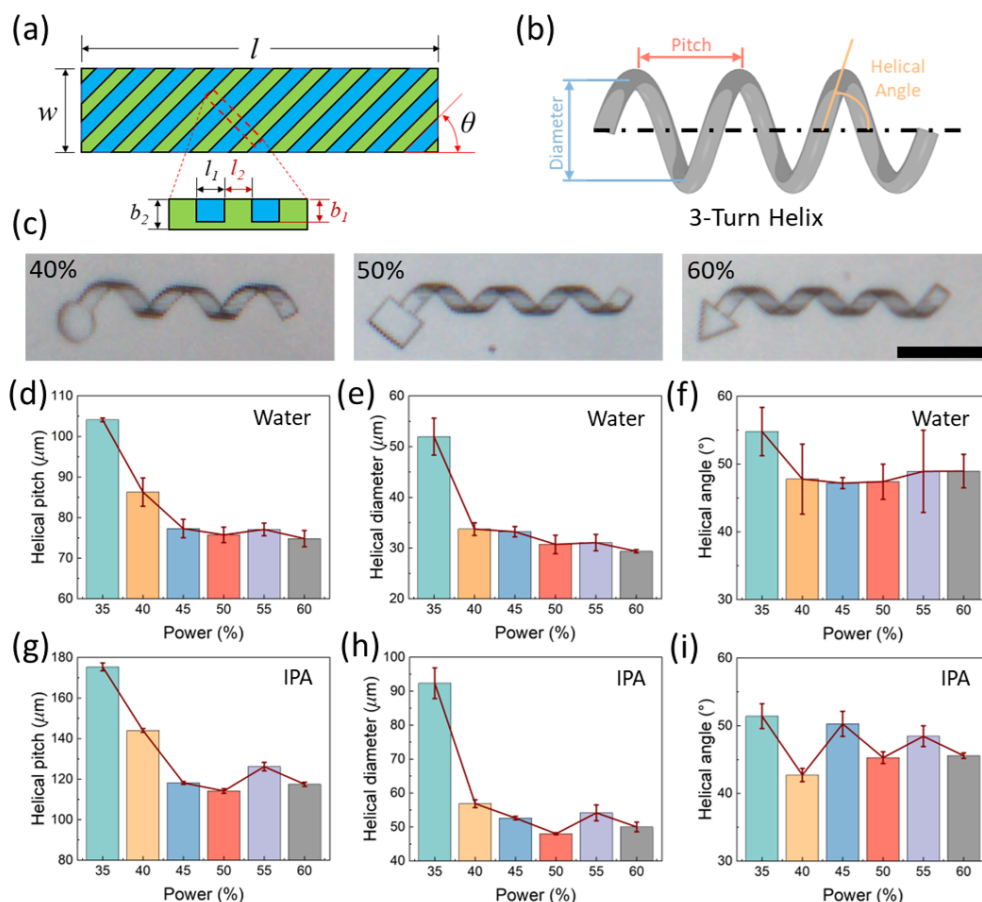 (a)
l
w
θ
l₁
l₂
b₂
b₁
(b)
Pitch
Helical
Angle
Diameter
3-Turn Helix
(c)
40%
50%
60%
(d)
Water
Helical pitch (μm)
110
100
90
80
70
60
35 40 45 50 55 60
Power (%)
(e)
Water
Helical diameter (μm)
60
50
40
30
20
35 40 45 50 55 60
Power (%)
(f)
Water
Helical angle (°)
60
50
40
30
35 40 45 50 55 60
Power (%)
(g)
IPA
Helical pitch (μm)
180
160
140
120
100
80
35 40 45 50 55 60
Power (%)
(h)
IPA
Helical diameter (μm)
100
90
80
70
60
50
40
35 40 45 50 55 60
Power (%)
(i)
IPA
Helical angle (°)
60
50
40
30
35 40 45 50 55 60
Power (%)